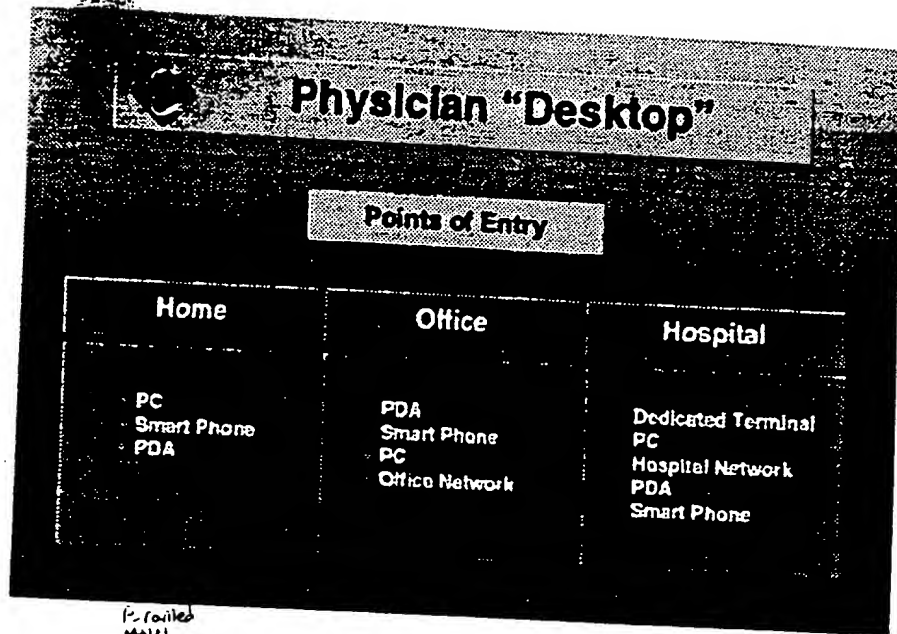 Physician "Desktop"
Points of Entry
Home
PC
Smart Phone
PDA
Office
PDA
Smart Phone
PC
Office Network
Hospital
Dedicated Terminal
PC
Hospital Network
PDA
Smart Phone